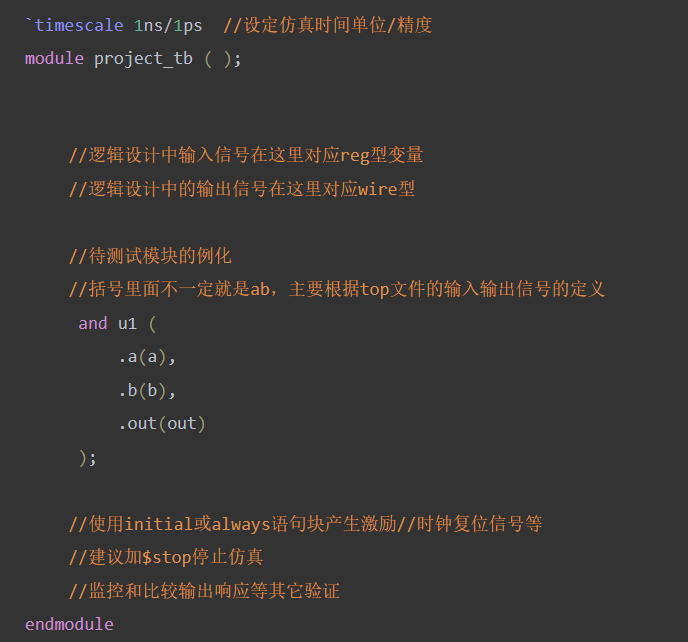 `timescale 1ns/1ps  //设定仿真时间单位/精度
module project_tb ( );
//逻辑设计中输入信号在这里对应reg型变量
//逻辑设计中的输出信号在这里对应wire型
//待测试模块的例化
//括号里面不一定就是ab，主要根据top文件的输入输出信号的定义
and u1 (
.a(a),
.b(b),
.out(out)
);
//使用initial或always语句块产生激励//时钟复位信号等
//建议加$stop停止仿真
//监控和比较输出响应等其它验证
endmodule